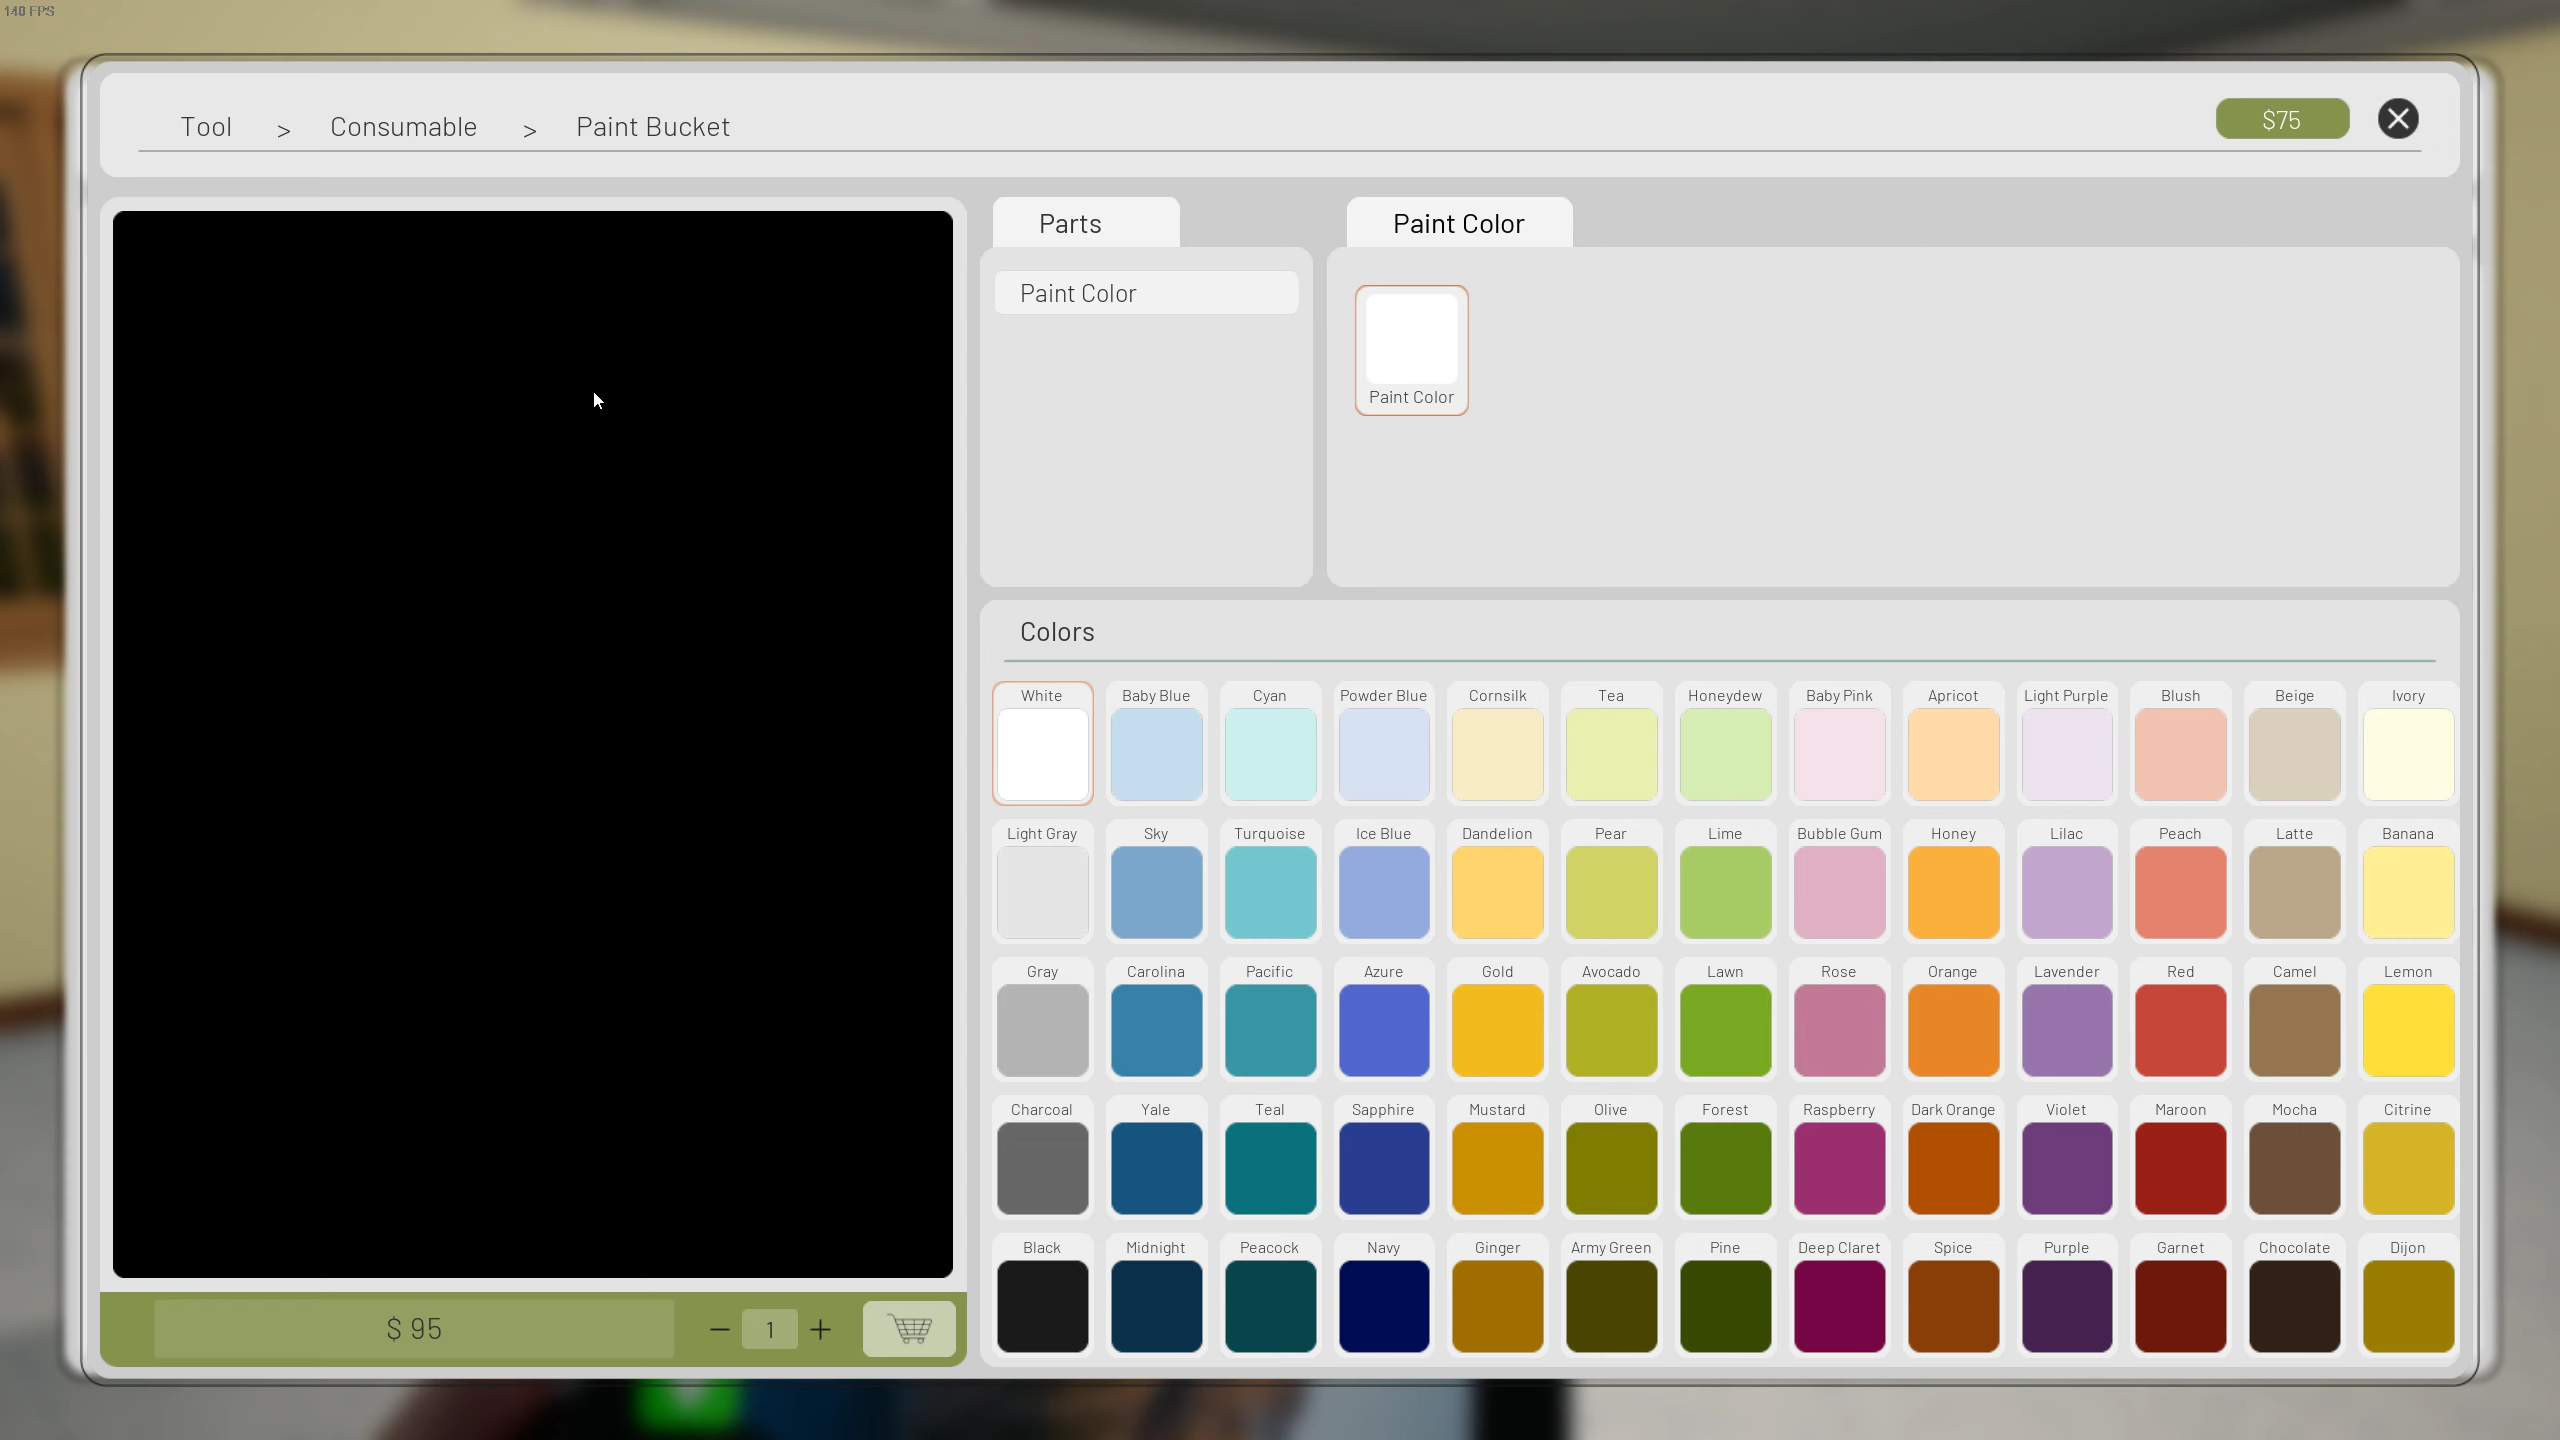 140 FPS
Tool > Consumable > Paint Bucket
$75
Parts
Paint Color
Paint Color
Paint Color
Colors
White Baby Blue Cyan Powder Blue Cornsilk Tea Honeydew Baby Pink Apricot Light Purple Blush Beige Ivory
Light Gray Sky Turquoise Ice Blue Dandelion Pear Lime Bubble Gum Honey Lilac Peach Latte Banana
Gray Carolina Pacific Azure Gold Avocado Lawn Rose Orange Lavender Red Camel Lemon
Charcoal Yale Teal Sapphire Mustard Olive Forest Raspberry Dark Orange Violet Maroon Mocha Citrine
Black Midnight Peacock Navy Ginger Army Green Pine Deep Claret Spice Purple Garnet Chocolate Dijon
$ 95 − 1 +